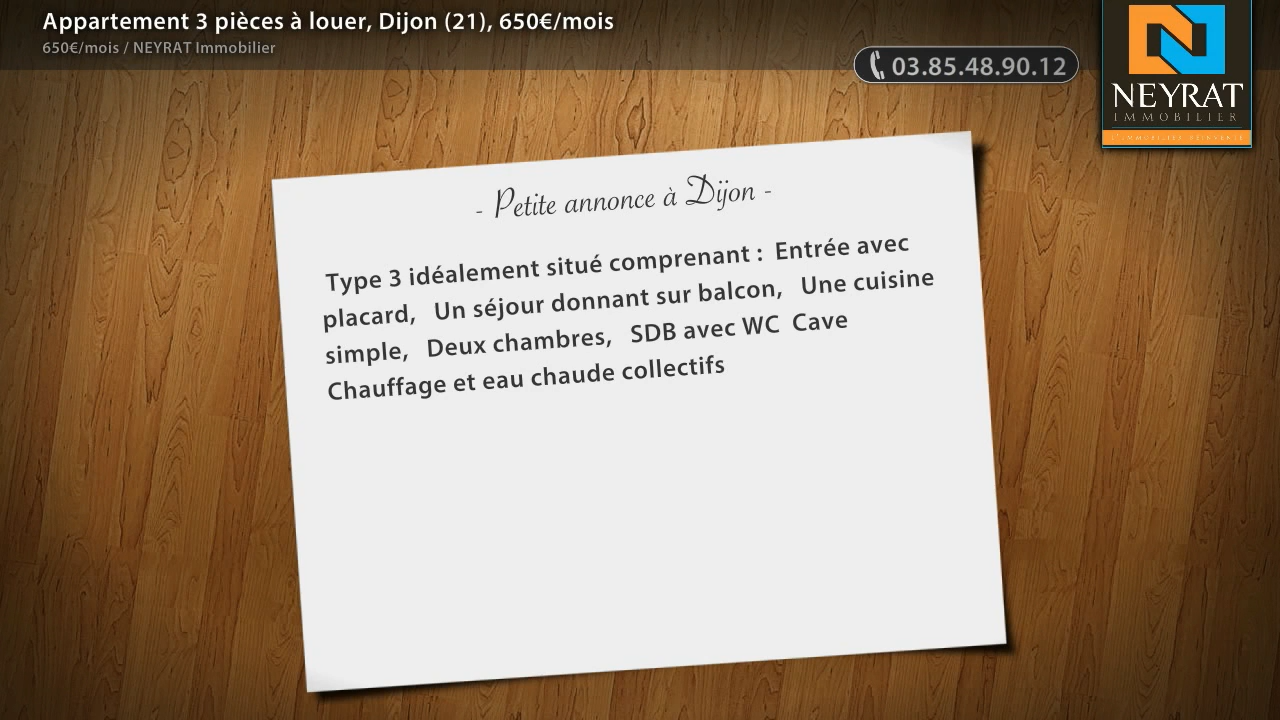 Appartement 3 pièces à louer, Dijon (21), 650€/mois
650€/mois / NEYRAT Immobilier
03.85.48.90.12
NEYRAT
IMMOBILIER
- Petite annonce à Dijon -
Type 3 idéalement situé comprenant : Entrée avec
placard, Un séjour donnant sur balcon, Une cuisine
simple, Deux chambres, SDB avec WC Cave
Chauffage et eau chaude collectifs